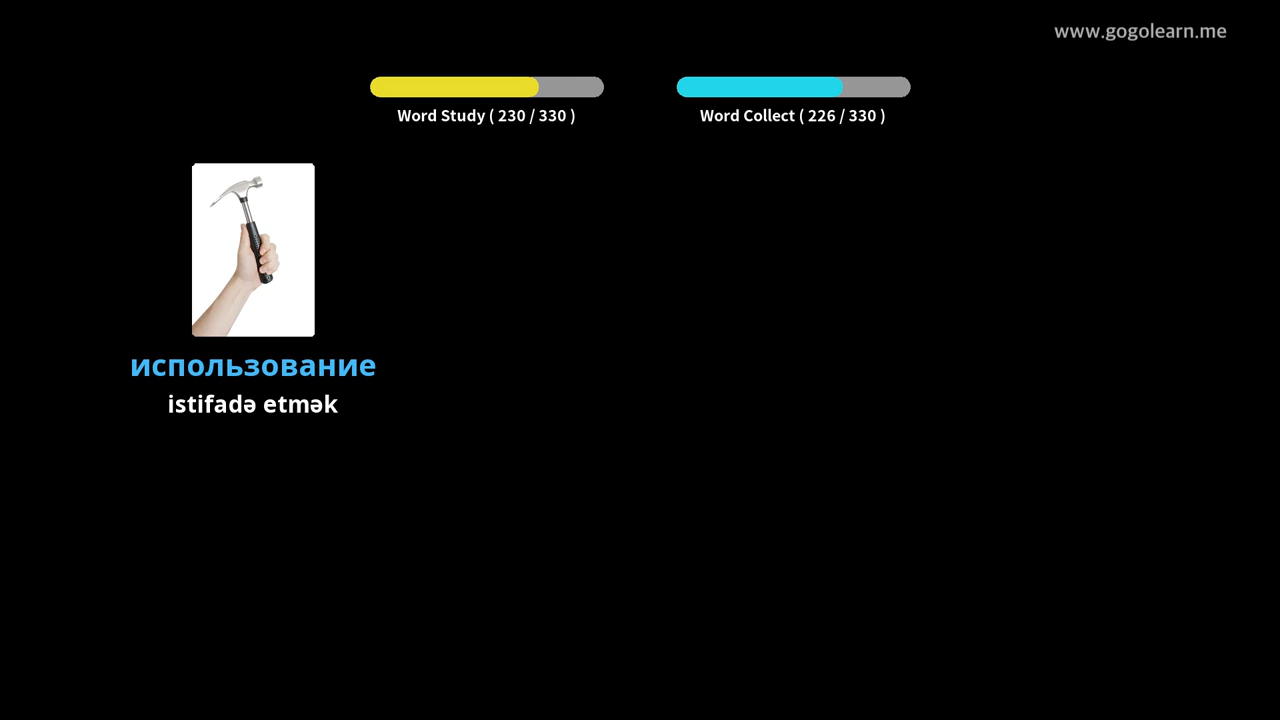 www.gogolearn.me
Word Study ( 230 / 330 )
Word Collect ( 226 / 330 )
использование
istifadə etmək